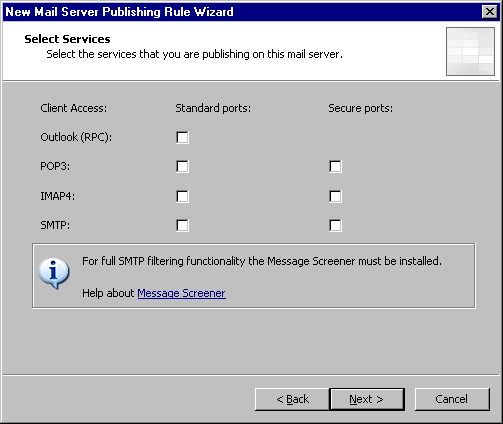 New Mail Server Publishing Rule Wizard
Select Services
Select the services that you are publishing on this mail server.
Client Access: Standard ports: Secure ports:
Outlook (RPC):
POP3:
IMAP4:
SMTP:
For full SMTP filtering functionality the Message Screener must be installed.
Help about Message Screener
< Back Next > Cancel